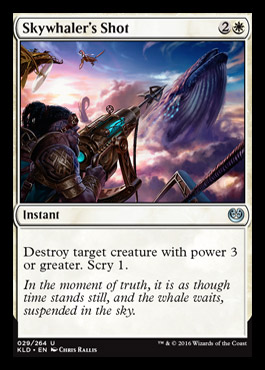 Skywhaler's Shot 2
Instant
Destroy target creature with power 3
or greater. Scry 1.
In the moment of truth, it is as though
time stands still, and the whale waits,
suspended in the sky.
029/264 U
KLD • EN Chris Rallis
™ & © 2016 Wizards of the Coast